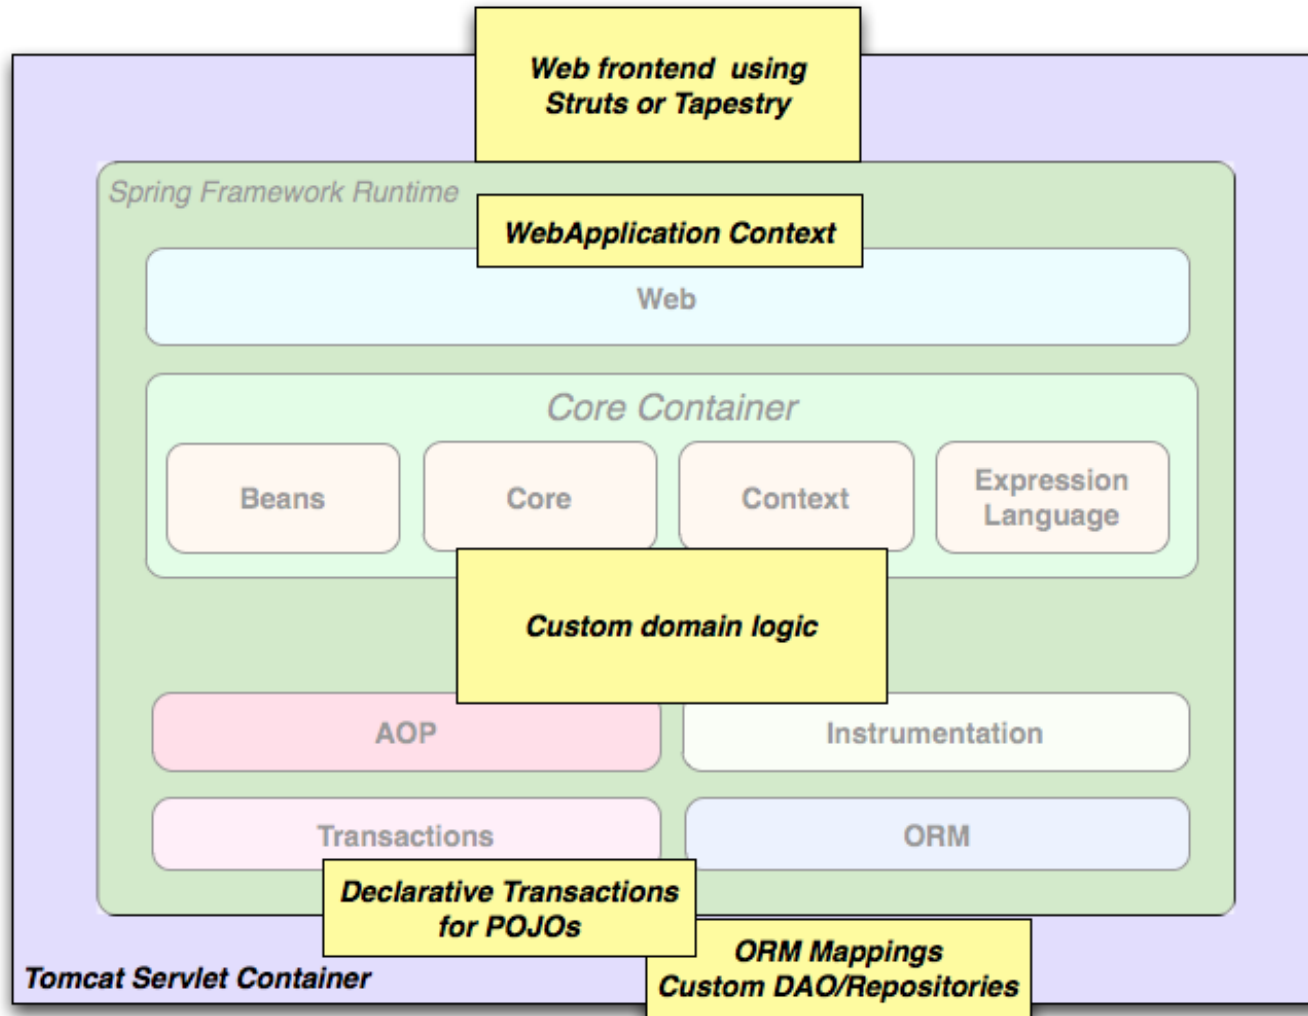 Web frontend using
Struts or Tapestry
Spring Framework Runtime
WebApplication Context
Web
Core Container
Beans
Core
Context
Expression
Language
Custom domain logic
AOP
Instrumentation
Transactions
ORM
Declarative Transactions
for POJOs
ORM Mappings
Custom DAO/Repositories
Tomcat Servlet Container